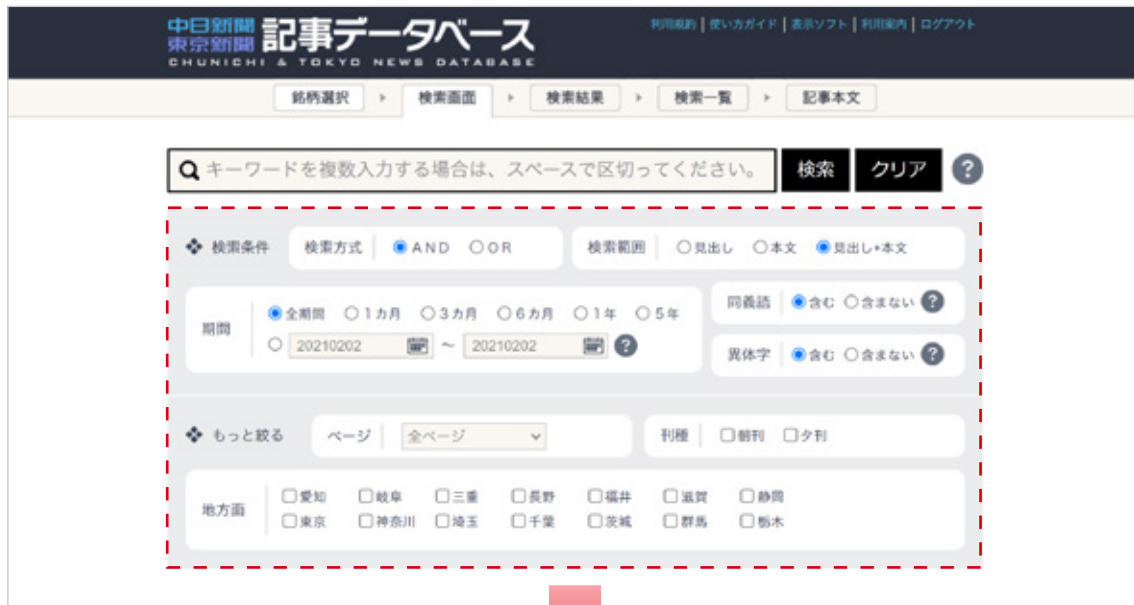 中日新聞
東京新聞
記事データベース
CHUNICHI & TOKYO NEWS DATABASE
利用規約 | 使い方ガイド | 表示ソフト | 利用案内 | ログアウト
銘柄選択 検索画面 検索結果 検索一覧 記事本文
キーワードを複数入力する場合は、スペースで区切ってください。 検索 クリア ?
検索条件 検索方式 AND OR 検索範囲 見出し 本文 見出し+本文
期間 全期間 1カ月 3カ月 6カ月 1年 5年
20210202 ~ 20210202 ?
同義語 含む 含まない ?
異体字 含む 含まない ?
もっと絞る ページ 全ページ 刊種 朝刊 夕刊
地方面 愛知 岐阜 三重 長野 福井 滋賀 静岡
東京 神奈川 埼玉 千葉 茨城 群馬 栃木